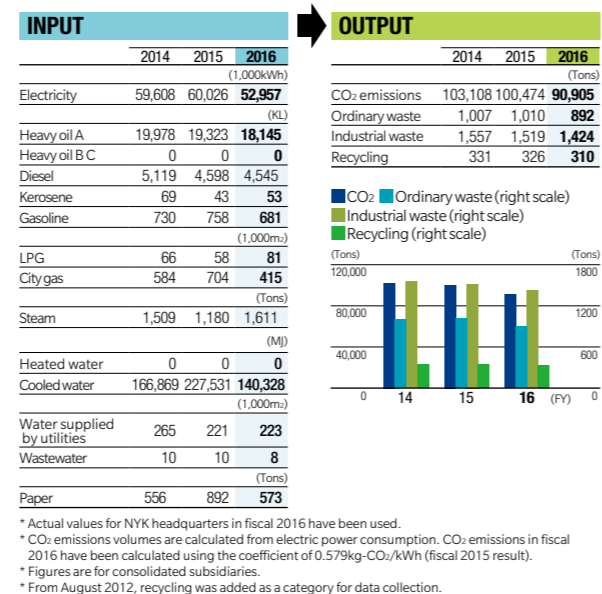 INPUT
2014 2015 2016
(1,000kWh)
Electricity 59,608 60,026 52,957
(KL)
Heavy oil A 19,978 19,323 18,145
Heavy oil B C 0 0 0
Diesel 5,119 4,598 4,545
Kerosene 69 43 53
Gasoline 730 758 681
(1,000m2)
LPG 66 58 81
City gas 584 704 415
(Tons)
Steam 1,509 1,180 1,611
(MJ)
Heated water 0 0 0
Cooled water 166,869 227,531 140,328
(1,000m2)
Water supplied
by utilities 265 221 223
Wastewater 10 10 8
(Tons)
Paper 556 892 573
OUTPUT
2014 2015 2016
(Tons)
CO2 emissions 103,108 100,474 90,905
Ordinary waste 1,007 1,010 892
Industrial waste 1,557 1,519 1,424
Recycling 331 326 310
CO2 Ordinary waste (right scale)
Industrial waste (right scale)
Recycling (right scale)
(Tons) (Tons)
120,000 1800
80,000 1200
40,000 600
0 14 15 16 (FY) 0
* Actual values for NYK headquarters in fiscal 2016 have been used.
* CO2 emissions volumes are calculated from electric power consumption. CO2 emissions in fiscal
2016 have been calculated using the coefficient of 0.579kg-CO2/kWh (fiscal 2015 result).
* Figures are for consolidated subsidiaries.
* From August 2012, recycling was added as a category for data collection.